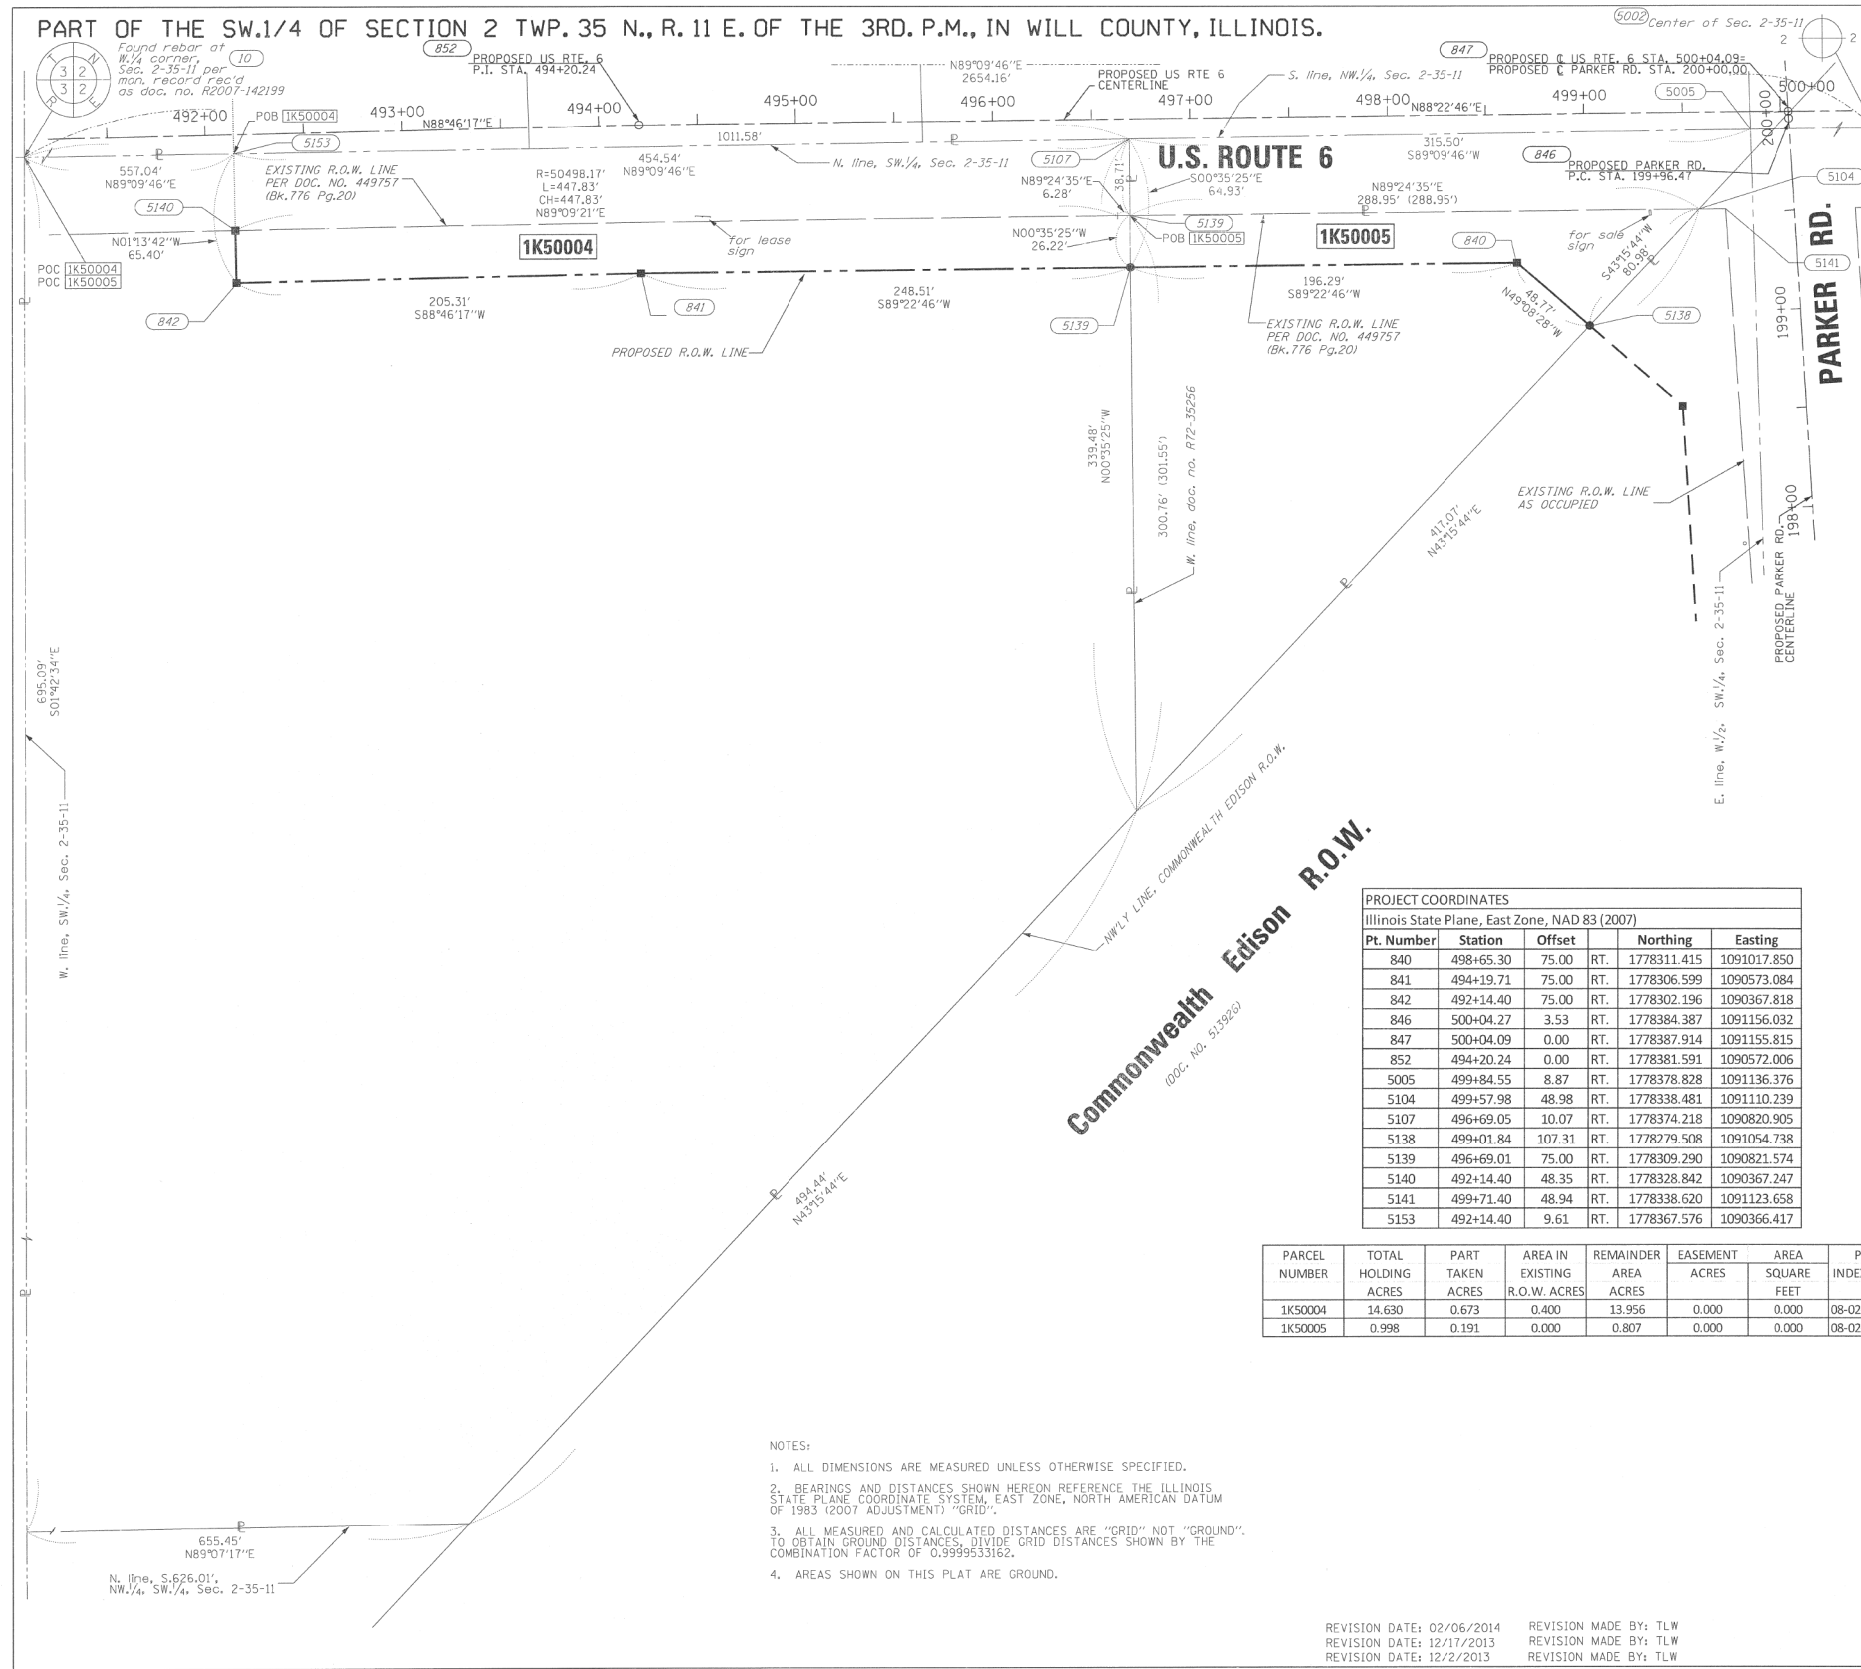 PART OF THE SW.1/4 OF SECTION 2 TWP. 35 N., R. 11 E. OF THE 3RD. P.M., IN WILL COUNTY, ILLINOIS.
5002 Center of Sec. 2-35-11
2 2
T N
3 2
3 2
R E
Found rebar at
W.1/4 corner,
Sec. 2-35-11 per
mon. record rec'd
as doc. no. R2007-142199
10
852
PROPOSED US RTE. 6
P.I. STA. 494+20.24
N89°09'46"E
2654.16'
PROPOSED US RTE 6
CENTERLINE
S. line, NW.1/4, Sec. 2-35-11
847
PROPOSED ℄ US RTE. 6 STA. 500+04.09=
PROPOSED ℄ PARKER RD. STA. 200+00.00
5005
492+00
493+00
494+00
495+00
496+00
497+00
498+00
499+00
500+00
200+00
POB 1K50004
N88°46'17"E
N88°22'46"E
5153
1011.58'
557.04'
N89°09'46"E
EXISTING R.O.W. LINE
PER DOC. NO. 449757
(Bk.776 Pg.20)
454.54'
N89°09'46"E
N. line, SW.1/4, Sec. 2-35-11
5107
U.S. ROUTE 6
315.50'
S89°09'46"W
846
PROPOSED PARKER RD.
P.C. STA. 199+96.47
5104
R=50498.17'
L=447.83'
CH=447.83'
N89°09'21"E
N89°24'35"E
6.28'
38.71'
S00°35'25"E
64.93'
N89°24'35"E
288.95' (288.95')
5140
N01°13'42"W
65.40'
1K50004
for lease
sign
N00°35'25"W
26.22'
5139
POB 1K50005
1K50005
840
for sale
sign
S43°15'44"W
80.98'
5141
PARKER RD.
POC 1K50004
POC 1K50005
842
205.31'
S88°46'17"W
841
248.51'
S89°22'46"W
PROPOSED R.O.W. LINE
5139
196.29'
S89°22'46"W
EXISTING R.O.W. LINE
PER DOC. NO. 449757
(Bk.776 Pg.20)
48.77'
N49°08'28"W
5138
199+00
339.48'
N00°35'25"W
300.76' (301.55')
W. line, doc. no. R72-35256
417.07'
N43°15'44"E
EXISTING R.O.W. LINE
AS OCCUPIED
198+00
PROPOSED PARKER RD.
CENTERLINE
E. line, W.1/2, SW.1/4, Sec. 2-35-11
695.09'
S01°42'34"E
W. line, SW.1/4, Sec. 2-35-11
NW'LY LINE, COMMONWEALTH EDISON R.O.W.
Commonwealth Edison R.O.W.
(DOC. NO. 513926)
494.44'
N43°15'44"E
PROJECT COORDINATES
Illinois State Plane, East Zone, NAD 83 (2007)
Pt. Number Station Offset Northing Easting
840 498+65.30 75.00 RT. 1778311.415 1091017.850
841 494+19.71 75.00 RT. 1778306.599 1090573.084
842 492+14.40 75.00 RT. 1778302.196 1090367.818
846 500+04.27 3.53 RT. 1778384.387 1091156.032
847 500+04.09 0.00 RT. 1778387.914 1091155.815
852 494+20.24 0.00 RT. 1778381.591 1090572.006
5005 499+84.55 8.87 RT. 1778378.828 1091136.376
5104 499+57.98 48.98 RT. 1778338.481 1091110.239
5107 496+69.05 10.07 RT. 1778374.218 1090820.905
5138 499+01.84 107.31 RT. 1778279.508 1091054.738
5139 496+69.01 75.00 RT. 1778309.290 1090821.574
5140 492+14.40 48.35 RT. 1778328.842 1090367.247
5141 499+71.40 48.94 RT. 1778338.620 1091123.658
5153 492+14.40 9.61 RT. 1778367.576 1090366.417
PARCEL TOTAL PART AREA IN REMAINDER EASEMENT AREA P
NUMBER HOLDING TAKEN EXISTING AREA ACRES SQUARE INDE
ACRES ACRES R.O.W. ACRES ACRES FEET
1K50004 14.630 0.673 0.400 13.956 0.000 0.000 08-02
1K50005 0.998 0.191 0.000 0.807 0.000 0.000 08-02
655.45'
N89°07'17"E
N. line, S.626.01',
NW.1/4, SW.1/4, Sec. 2-35-11
NOTES:
1. ALL DIMENSIONS ARE MEASURED UNLESS OTHERWISE SPECIFIED.
2. BEARINGS AND DISTANCES SHOWN HEREON REFERENCE THE ILLINOIS
STATE PLANE COORDINATE SYSTEM, EAST ZONE, NORTH AMERICAN DATUM
OF 1983 (2007 ADJUSTMENT) "GRID".
3. ALL MEASURED AND CALCULATED DISTANCES ARE "GRID" NOT "GROUND".
TO OBTAIN GROUND DISTANCES, DIVIDE GRID DISTANCES SHOWN BY THE
COMBINATION FACTOR OF 0.9999533162.
4. AREAS SHOWN ON THIS PLAT ARE GROUND.
REVISION DATE: 02/06/2014 REVISION MADE BY: TLW
REVISION DATE: 12/17/2013 REVISION MADE BY: TLW
REVISION DATE: 12/2/2013 REVISION MADE BY: TLW